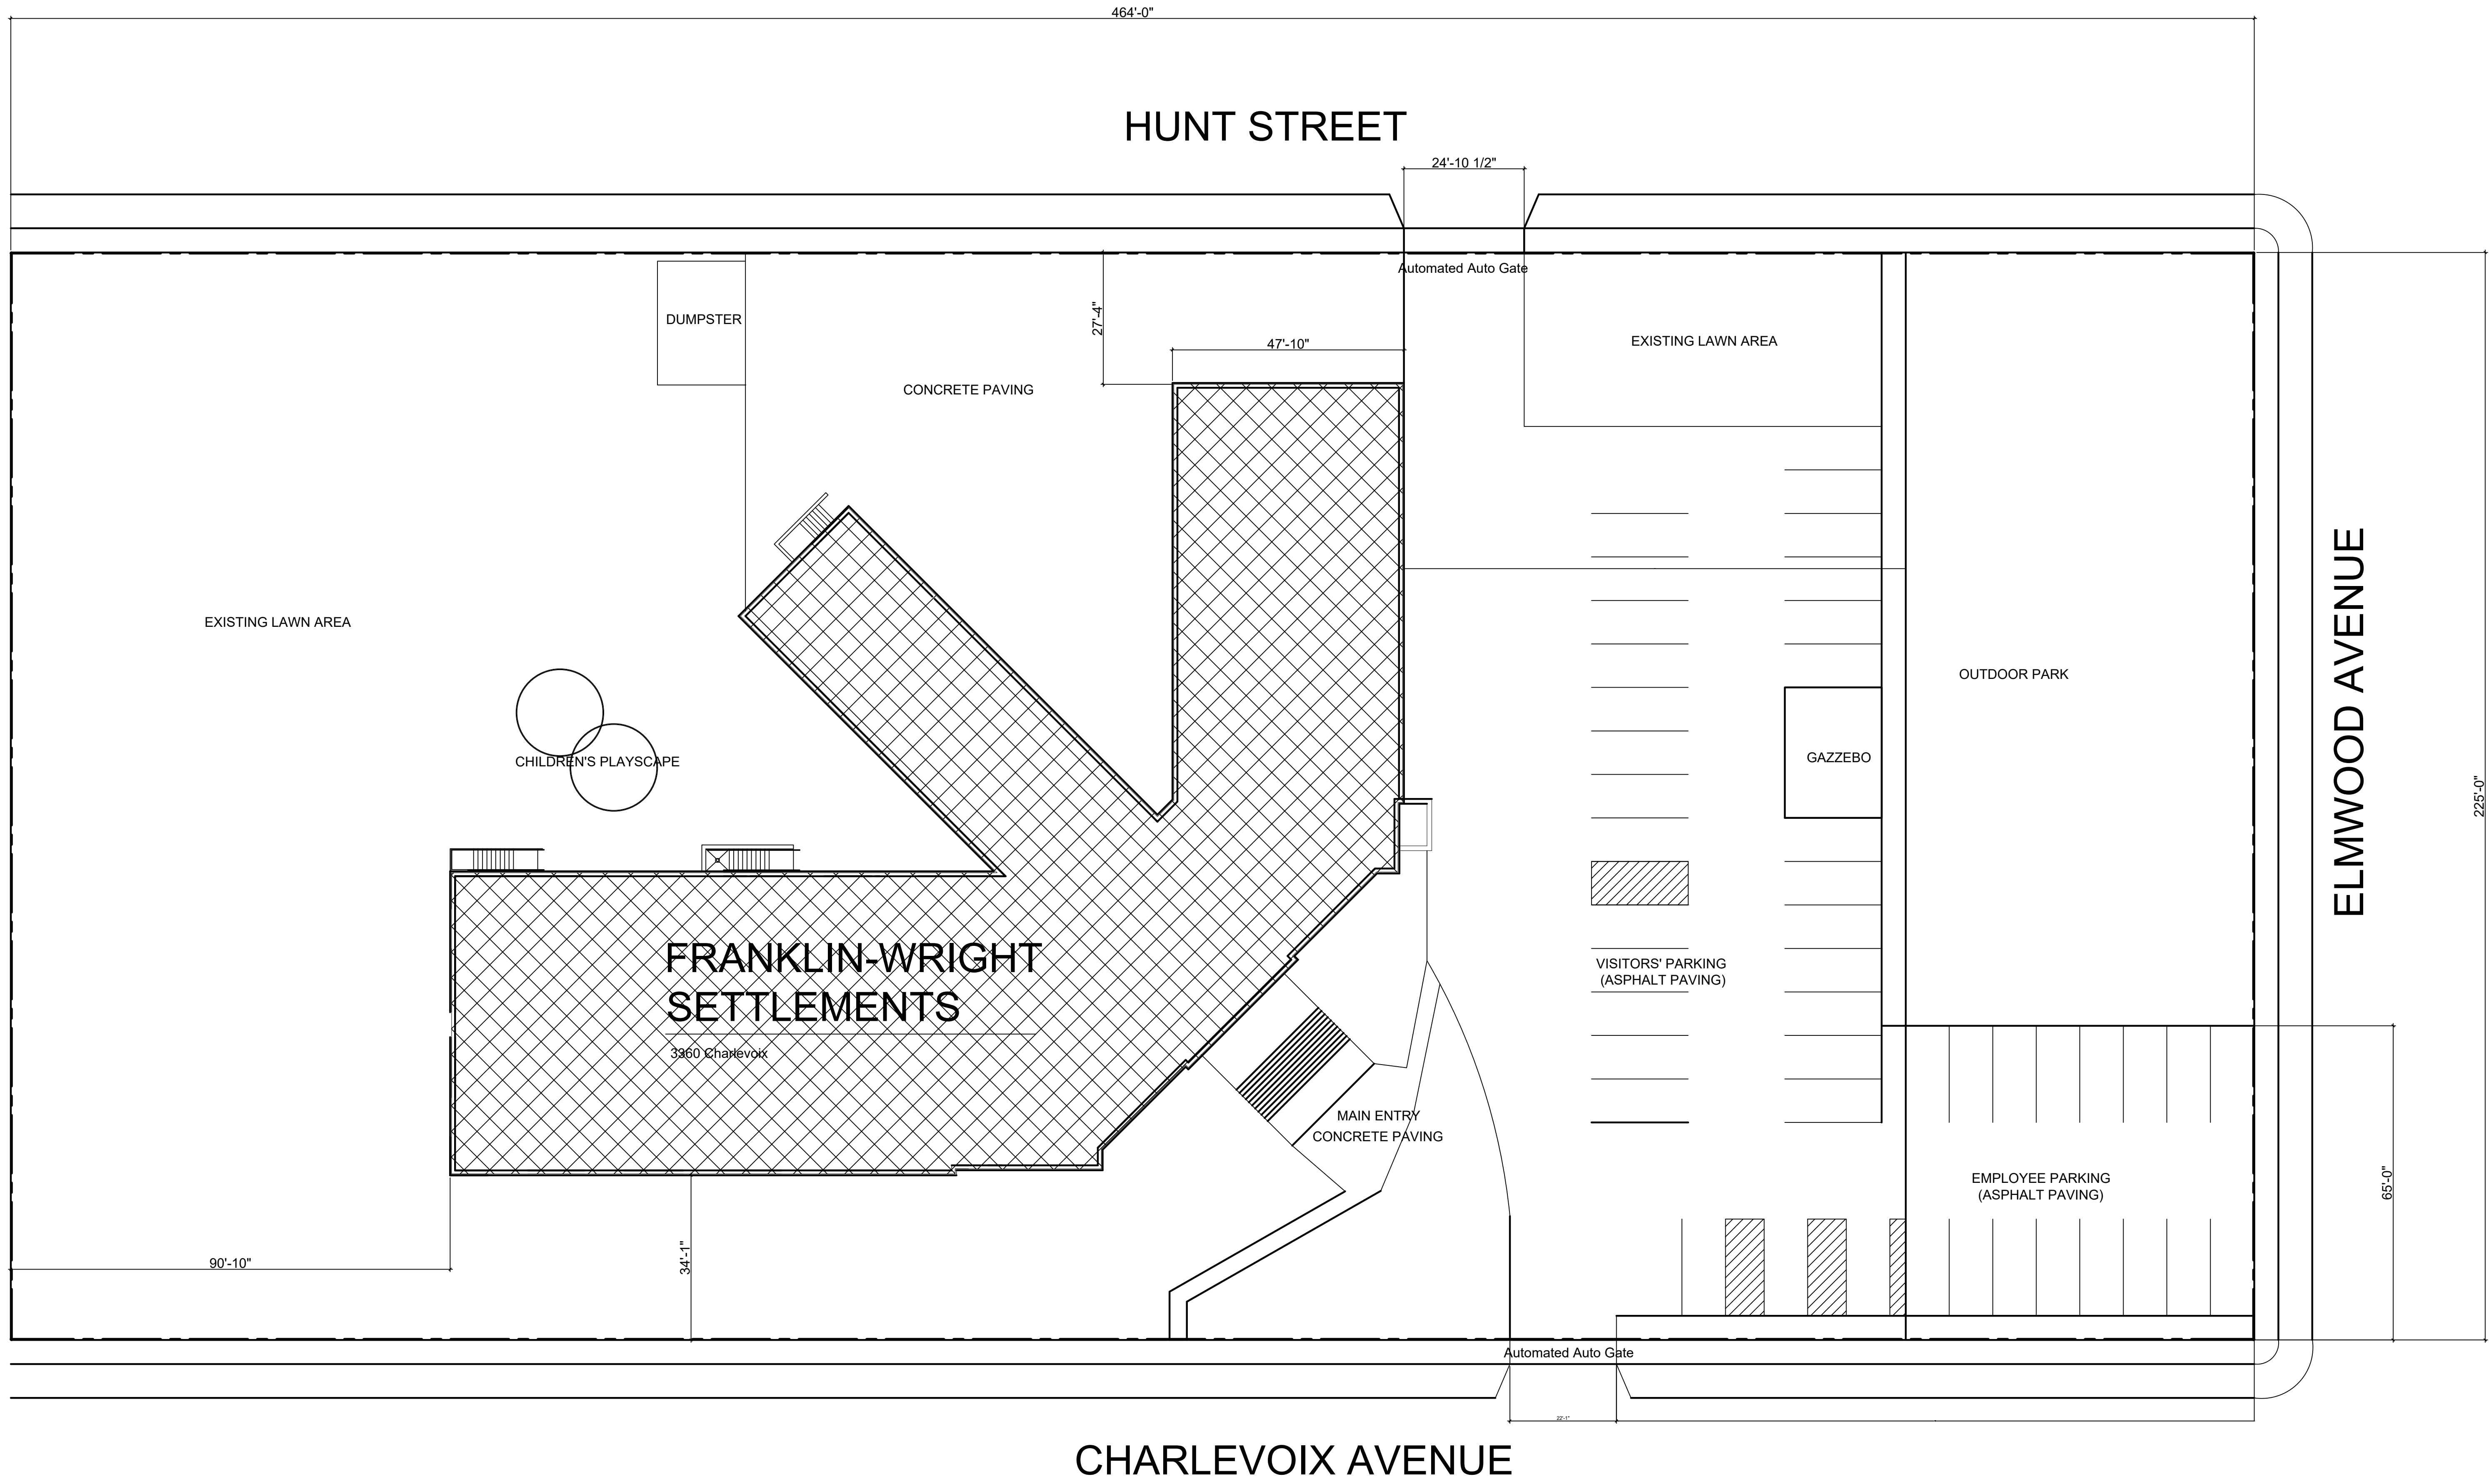 464'-0"
HUNT STREET
24'-10 1/2"
Automated Auto Gate
DUMPSTER
27'-4"
47'-10"
EXISTING LAWN AREA
CONCRETE PAVING
EXISTING LAWN AREA
OUTDOOR PARK
ELMWOOD AVENUE
CHILDREN'S PLAYSCAPE
GAZZEBO
225'-0"
FRANKLIN-WRIGHT
SETTLEMENTS
3360 Charlevoix
VISITORS' PARKING
(ASPHALT PAVING)
MAIN ENTRY
CONCRETE PAVING
EMPLOYEE PARKING
(ASPHALT PAVING)
65'-0"
90'-10"
34'-1"
Automated Auto Gate
22'-1"
CHARLEVOIX AVENUE